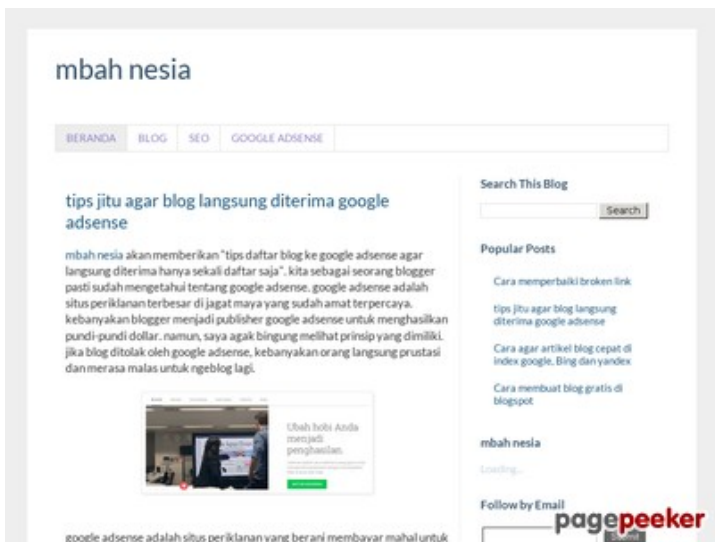 mbah nesia
BERANDA BLOG SEO GOOGLE ADSENSE
tips jitu agar blog langsung diterima google
adsense
mbah nesia akan memberikan "tips daftar blog ke google adsense agar
langsung diterima hanya sekali daftar saja". kita sebagai seorang blogger
pasti sudah mengetahui tentang google adsense. google adsense adalah
situs periklanan terbesar di jagat maya yang sudah amat terpercaya.
kebanyakan blogger menjadi publisher google adsense untuk menghasilkan
pundi-pundi dollar. namun, saya agak bingung melihat prinsip yang dimiliki.
jika blog ditolak oleh google adsense, kebanyakan orang langsung prustasi
dan merasa malas untuk ngeblog lagi.
Ubah hobi Anda
menjadi
penghasilan.
google adsense adalah situs periklanan yang berani membayar mahal untuk
Search This Blog
Search
Popular Posts
Cara memperbaiki broken link
tips jitu agar blog langsung
diterima google adsense
Cara agar artikel blog cepat di
index google, Bing dan yandex
Cara membuat blog gratis di
blogspot
mbah nesia
Loading...
Follow by Email
Submit
pagepeeker